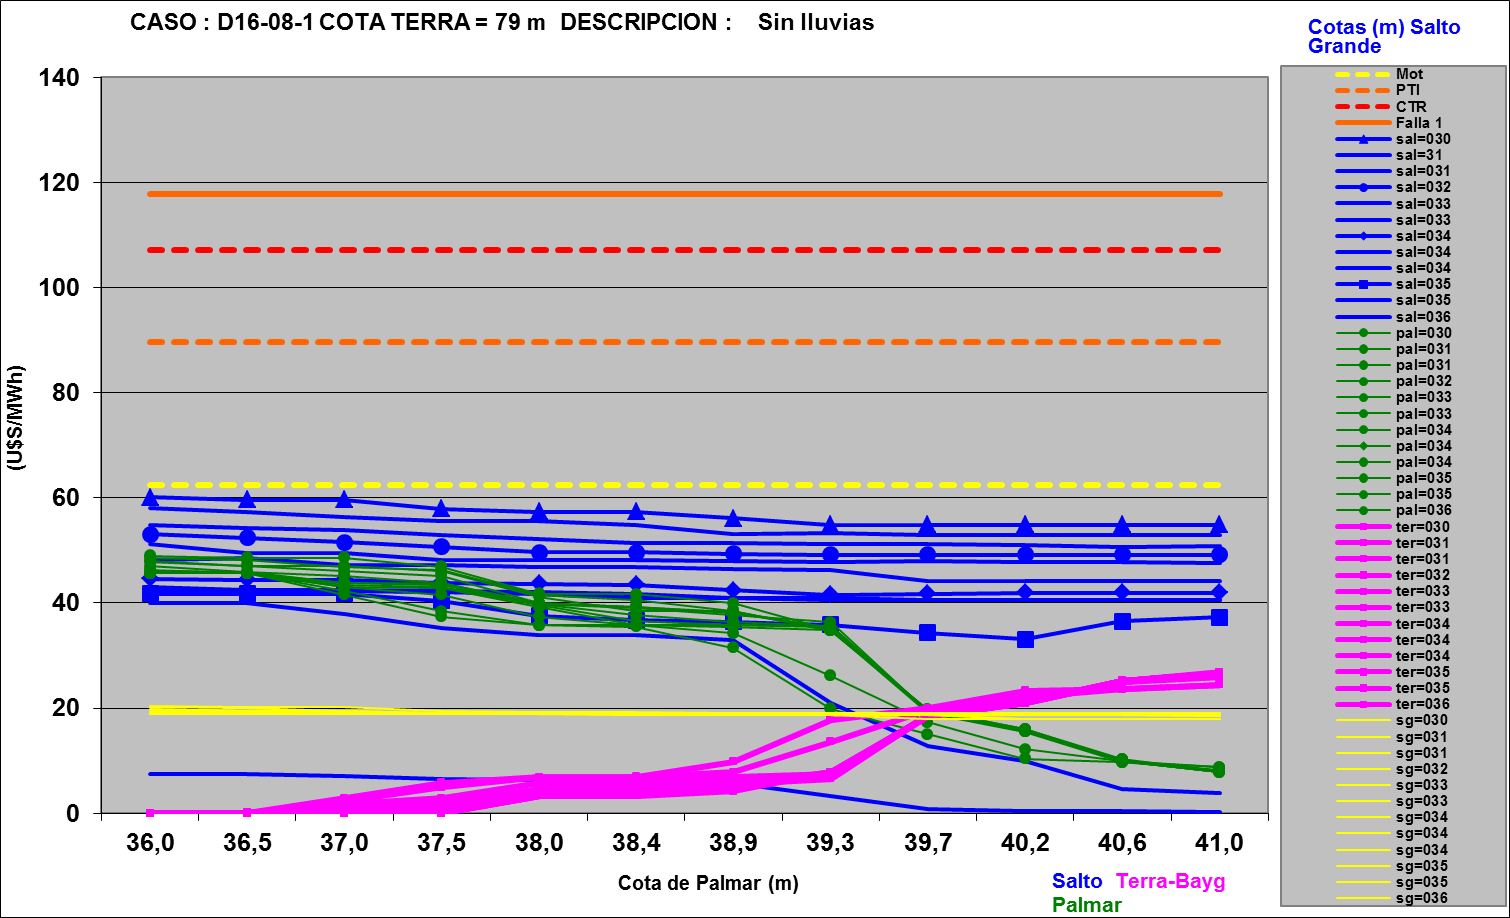 CASO : D16-08-1 COTA TERRA = 79 m DESCRIPCION : Sin lluvias
Cotas (m) Salto
Grande
140
120
100
80
60
40
20
0
(U$S/MWh)
36,0 36,5 37,0 37,5 38,0 38,4 38,9 39,3 39,7 40,2 40,6 41,0
Cota de Palmar (m)
Salto Terra-Bayg
Palmar
Mot
PTI
CTR
Falla 1
sal=030
sal=31
sal=031
sal=032
sal=033
sal=033
sal=034
sal=034
sal=034
sal=035
sal=035
sal=036
pal=030
pal=031
pal=031
pal=032
pal=033
pal=033
pal=034
pal=034
pal=034
pal=035
pal=035
pal=036
ter=030
ter=031
ter=031
ter=032
ter=033
ter=033
ter=034
ter=034
ter=034
ter=035
ter=035
ter=036
sg=030
sg=031
sg=031
sg=032
sg=033
sg=033
sg=034
sg=034
sg=034
sg=035
sg=035
sg=036